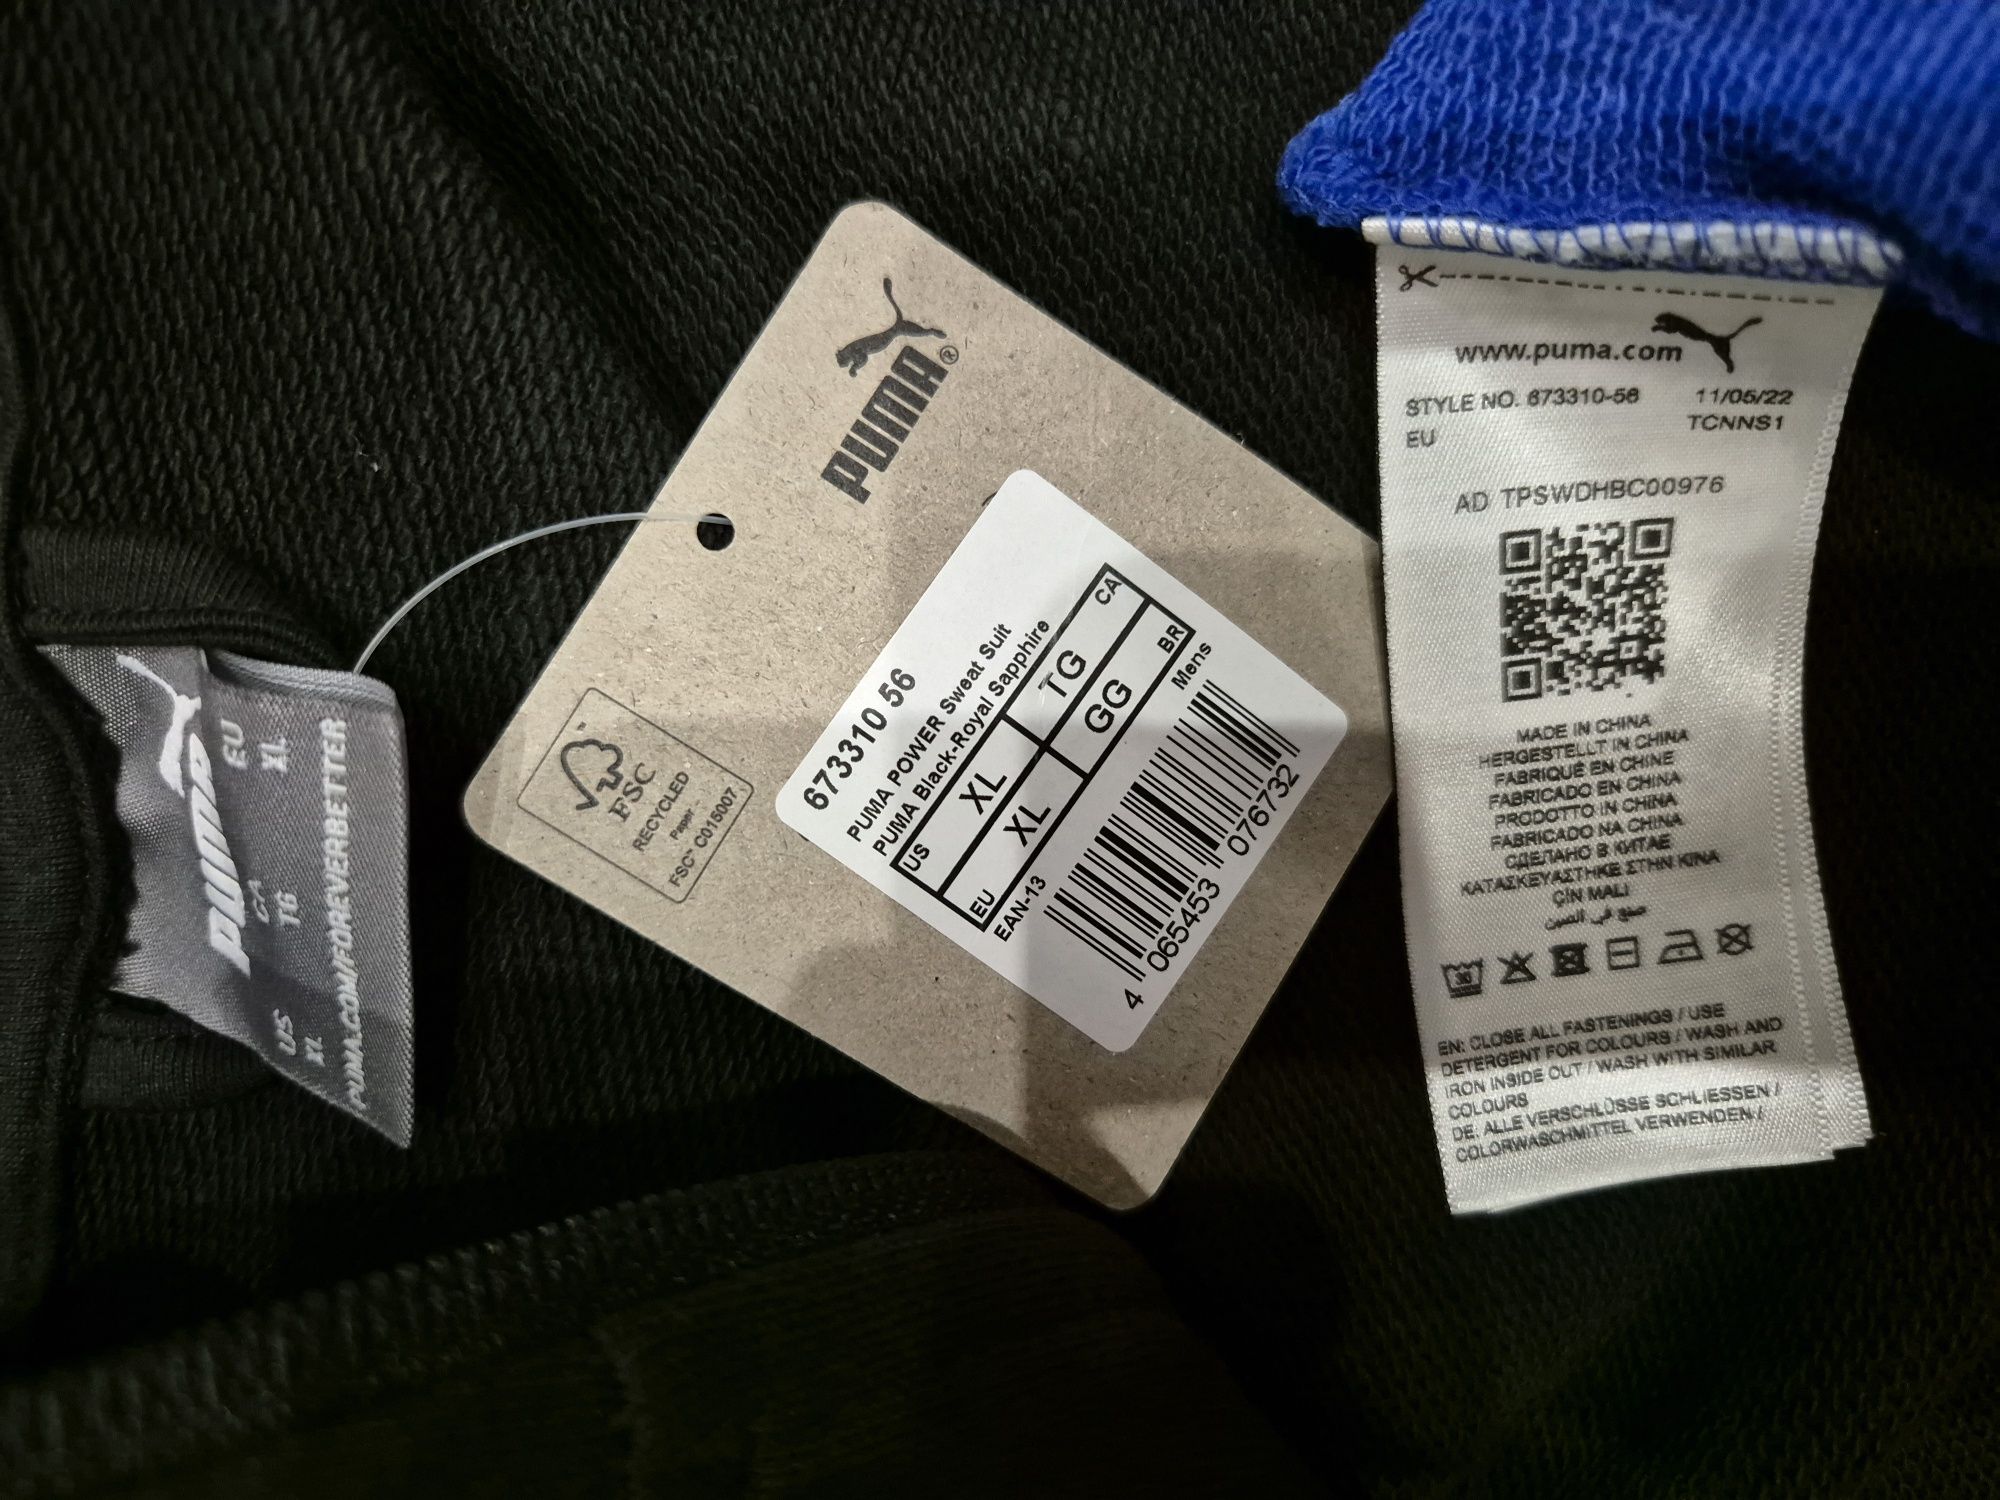 PUMA
EU
XL
CA
TG
US
XL
PUMA.COM/FOREVERBETTER
PUMA®
FSC™
RECYCLED
Paper
FSC™ C015007
673310 56
PUMA POWER Sweat Suit
PUMA Black-Royal Sapphire
US XL TG CA
EU XL GG BR
EAN-13 Mens
4 065453 076732
www.puma.com
STYLE NO. 673310-56 11/05/22
EU TCNNS1
AD TPSWDHBC00976
MADE IN CHINA
HERGESTELLT IN CHINA
FABRIQUÉ EN CHINE
FABRICADO EN CHINA
PRODOTTO IN CHINA
FABRICADO NA CHINA
СДЕЛАНО В КИТАЕ
ΚΑΤΑΣΚΕΥΑΣΤΗΚΕ ΣΤΗΝ ΚΙΝΑ
ÇİN MALI
صنع في الصين
30
EN: CLOSE ALL FASTENINGS / USE
DETERGENT FOR COLOURS / WASH AND
IRON INSIDE OUT / WASH WITH SIMILAR
COLOURS
DE: ALLE VERSCHLÜSSE SCHLIESSEN /
COLORWASCHMITTEL VERWENDEN /